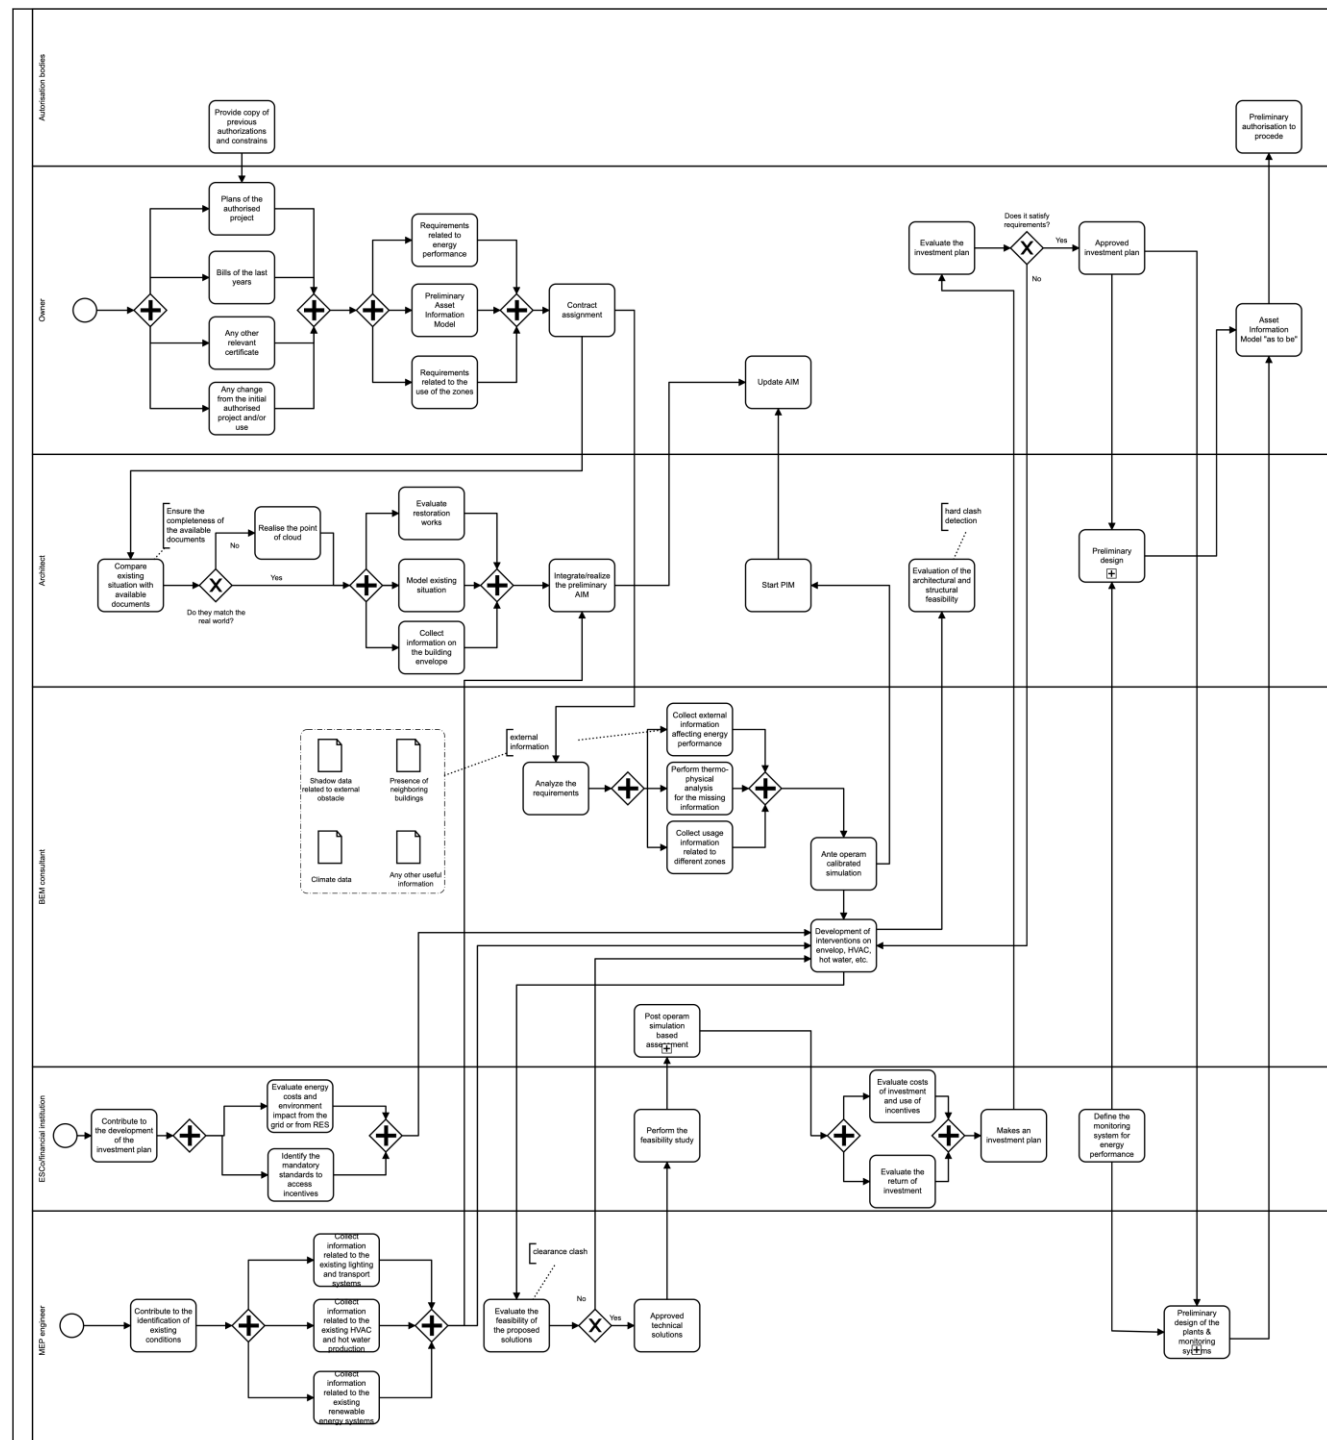 Autorisation bodies
Provide copy of
previous
authorizations
and constrains
Preliminary
authorisation to
procede
Owner
Plans of the
authorised
project
Bills of the last
years
Any other
relevant
certificate
Any change
from the initial
authorised
project and/or
use
Requirements
related to
energy
performance
Preliminary
Asset
Information
Model
Requirements
related to the
use of the zones
Contract
assignment
Update AIM
Evaluate the
investment plan
Does it satisfy
requirements?
Yes
No
Approved
investment plan
Asset
Information
Model "as to be"
Architect
Compare
existing
situation with
available
documents
Ensure the
completeness of
the available
documents
No
Yes
Do they match the
real world?
Realise the point
of cloud
Evaluate
restoration
works
Model existing
situation
Collect
information on
the building
envelope
Integrate/realize
the preliminary
AIM
Start PIM
hard clash
detection
Evaluation of the
architectural and
structural
feasibility
Preliminary
design
BEM consultant
Shadow data
related to external
obstacle
Presence of
neighboring
buildings
Climate data
Any other useful
information
external
information
Analyze the
requirements
Collect external
information
affecting energy
performance
Perform thermo-
physical
analysis
for the missing
information
Collect usage
information
related to
different zones
Ante operam
calibrated
simulation
Development of
interventions on
envelop, HVAC,
hot water, etc.
Post operam
simulation
based
assessment
ESCo/financial institution
Contribute to
the development
of the
investment plan
Evaluate energy
costs and
environment
impact from the
grid or from RES
Identify the
mandatory
standards to
access
incentives
Perform the
feasibility study
Evaluate costs
of investment
and use of
incentives
Evaluate the
return of
investment
Makes an
investment plan
Define the
monitoring
system for
energy
performance
MEP engineer
Contribute to the
identification of
existing
conditions
Collect
information
related to the
existing lighting
and transport
systems
Collect
information
related to the
existing HVAC
and hot water
production
Collect
information
related to the
existing
renewable
energy systems
clearance clash
Evaluate the
feasibility of
the proposed
solutions
No
Yes
Approved
technical
solutions
Preliminary
design of the
plants &
monitoring
systems